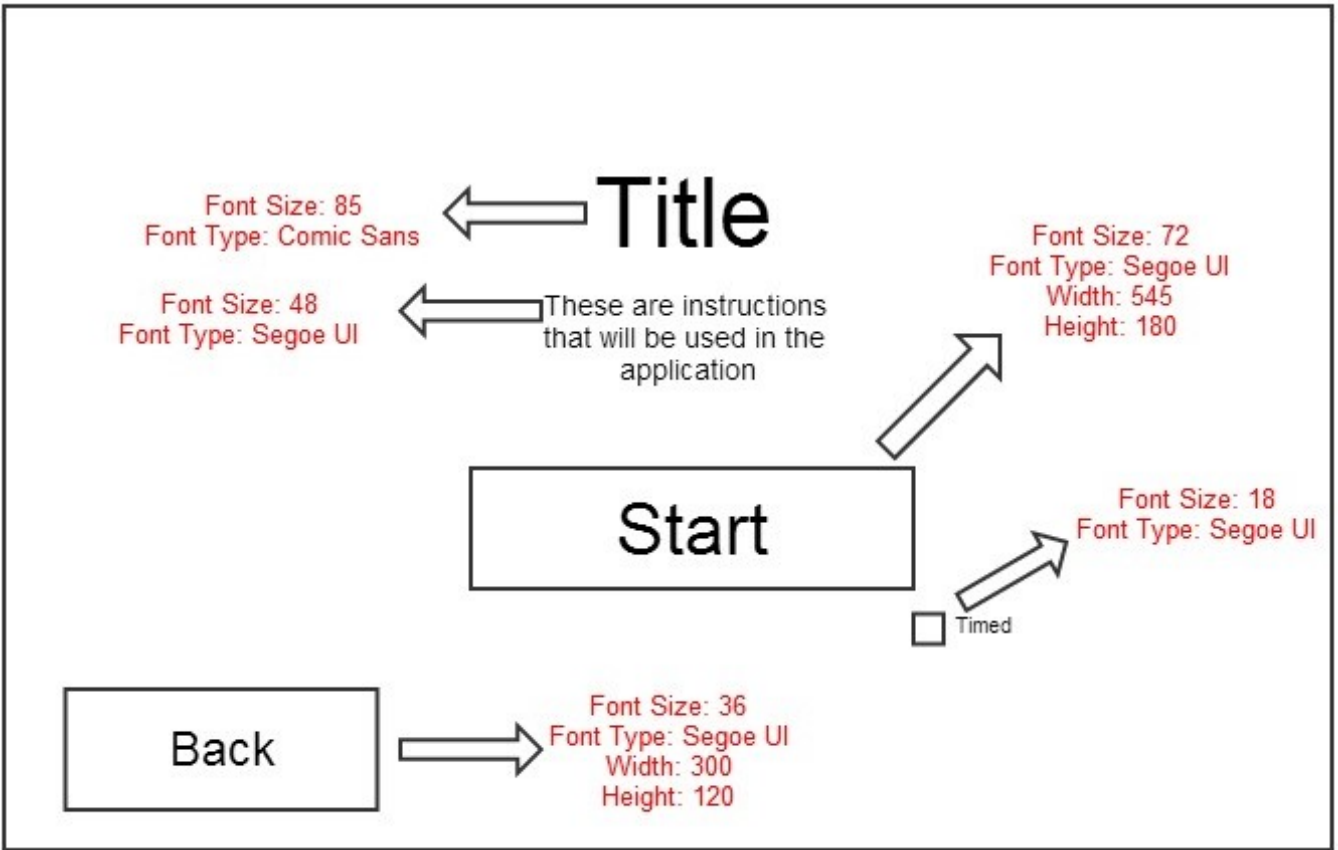 Title
Font Size: 85
Font Type: Comic Sans
Font Size: 72
Font Type: Segoe UI
Width: 545
Height: 180
Font Size: 48
Font Type: Segoe UI
These are instructions
that will be used in the
application
Start
Font Size: 18
Font Type: Segoe UI
Timed
Back
Font Size: 36
Font Type: Segoe UI
Width: 300
Height: 120